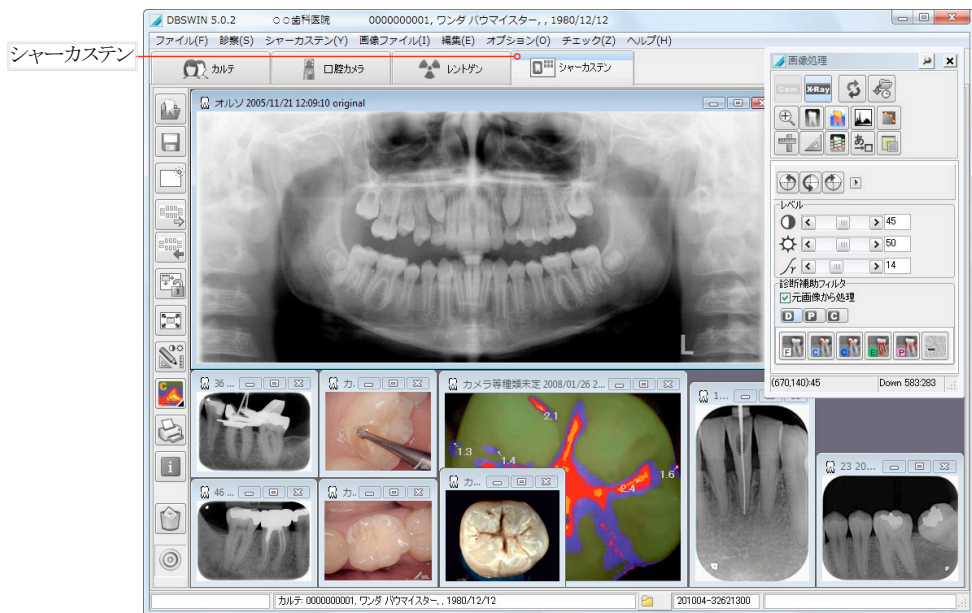 DBSWIN 5.0.2 ○○歯科医院 0000000001, ワンダ バウマイスター, , 1980/12/12
ファイル(F) 診察(S) シャーカステン(Y) 画像ファイル(I) 編集(E) オプション(O) チェック(Z) ヘルプ(H)
シャーカステン
カルテ 口腔カメラ レントゲン シャーカステン
オルソ 2005/11/21 12:09:10 original
L
画像処理
Cam X-Ray
あ
レベル
45
50
14
診断補助フィルタ
元画像から処理
D P C
F C C E P
(670,140):45 Down 583:283
36 ...
カ...
カメラ等種類未定 2008/01/26 2...
1...
23 20...
2.1
1.3
1.4
1.6
2.4
46 ...
カ...
カ...
C
i
カルテ: 0000000001, ワンダ バウマイスター, , 1980/12/12 201004-32621300